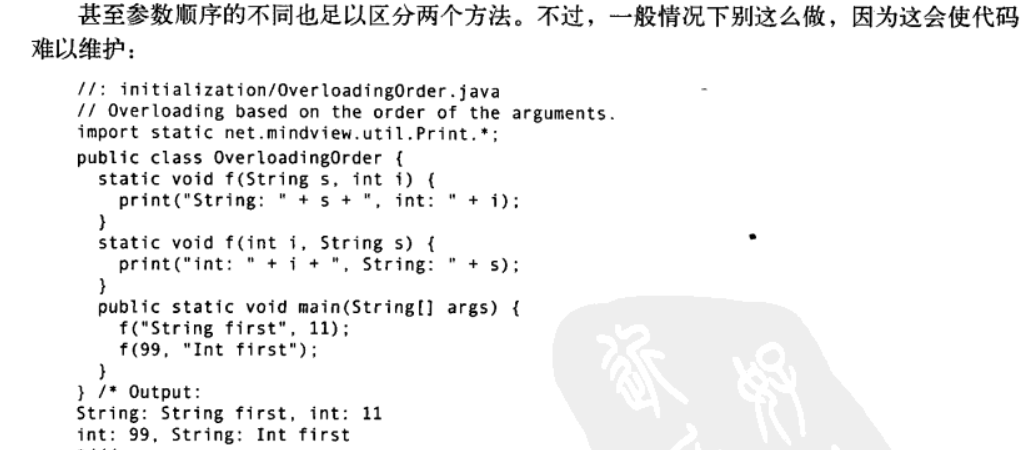 甚至参数顺序的不同也足以区分两个方法。不过，一般情况下别这么做，因为这会使代码
难以维护：
//: initialization/OverloadingOrder.java
// Overloading based on the order of the arguments.
import static net.mindview.util.Print.*;
public class OverloadingOrder {
  static void f(String s, int i) {
    print("String: " + s + ", int: " + i);
  }
  static void f(int i, String s) {
    print("int: " + i + ", String: " + s);
  }
  public static void main(String[] args) {
    f("String first", 11);
    f(99, "Int first");
  }
} /* Output:
String: String first, int: 11
int: 99, String: Int first